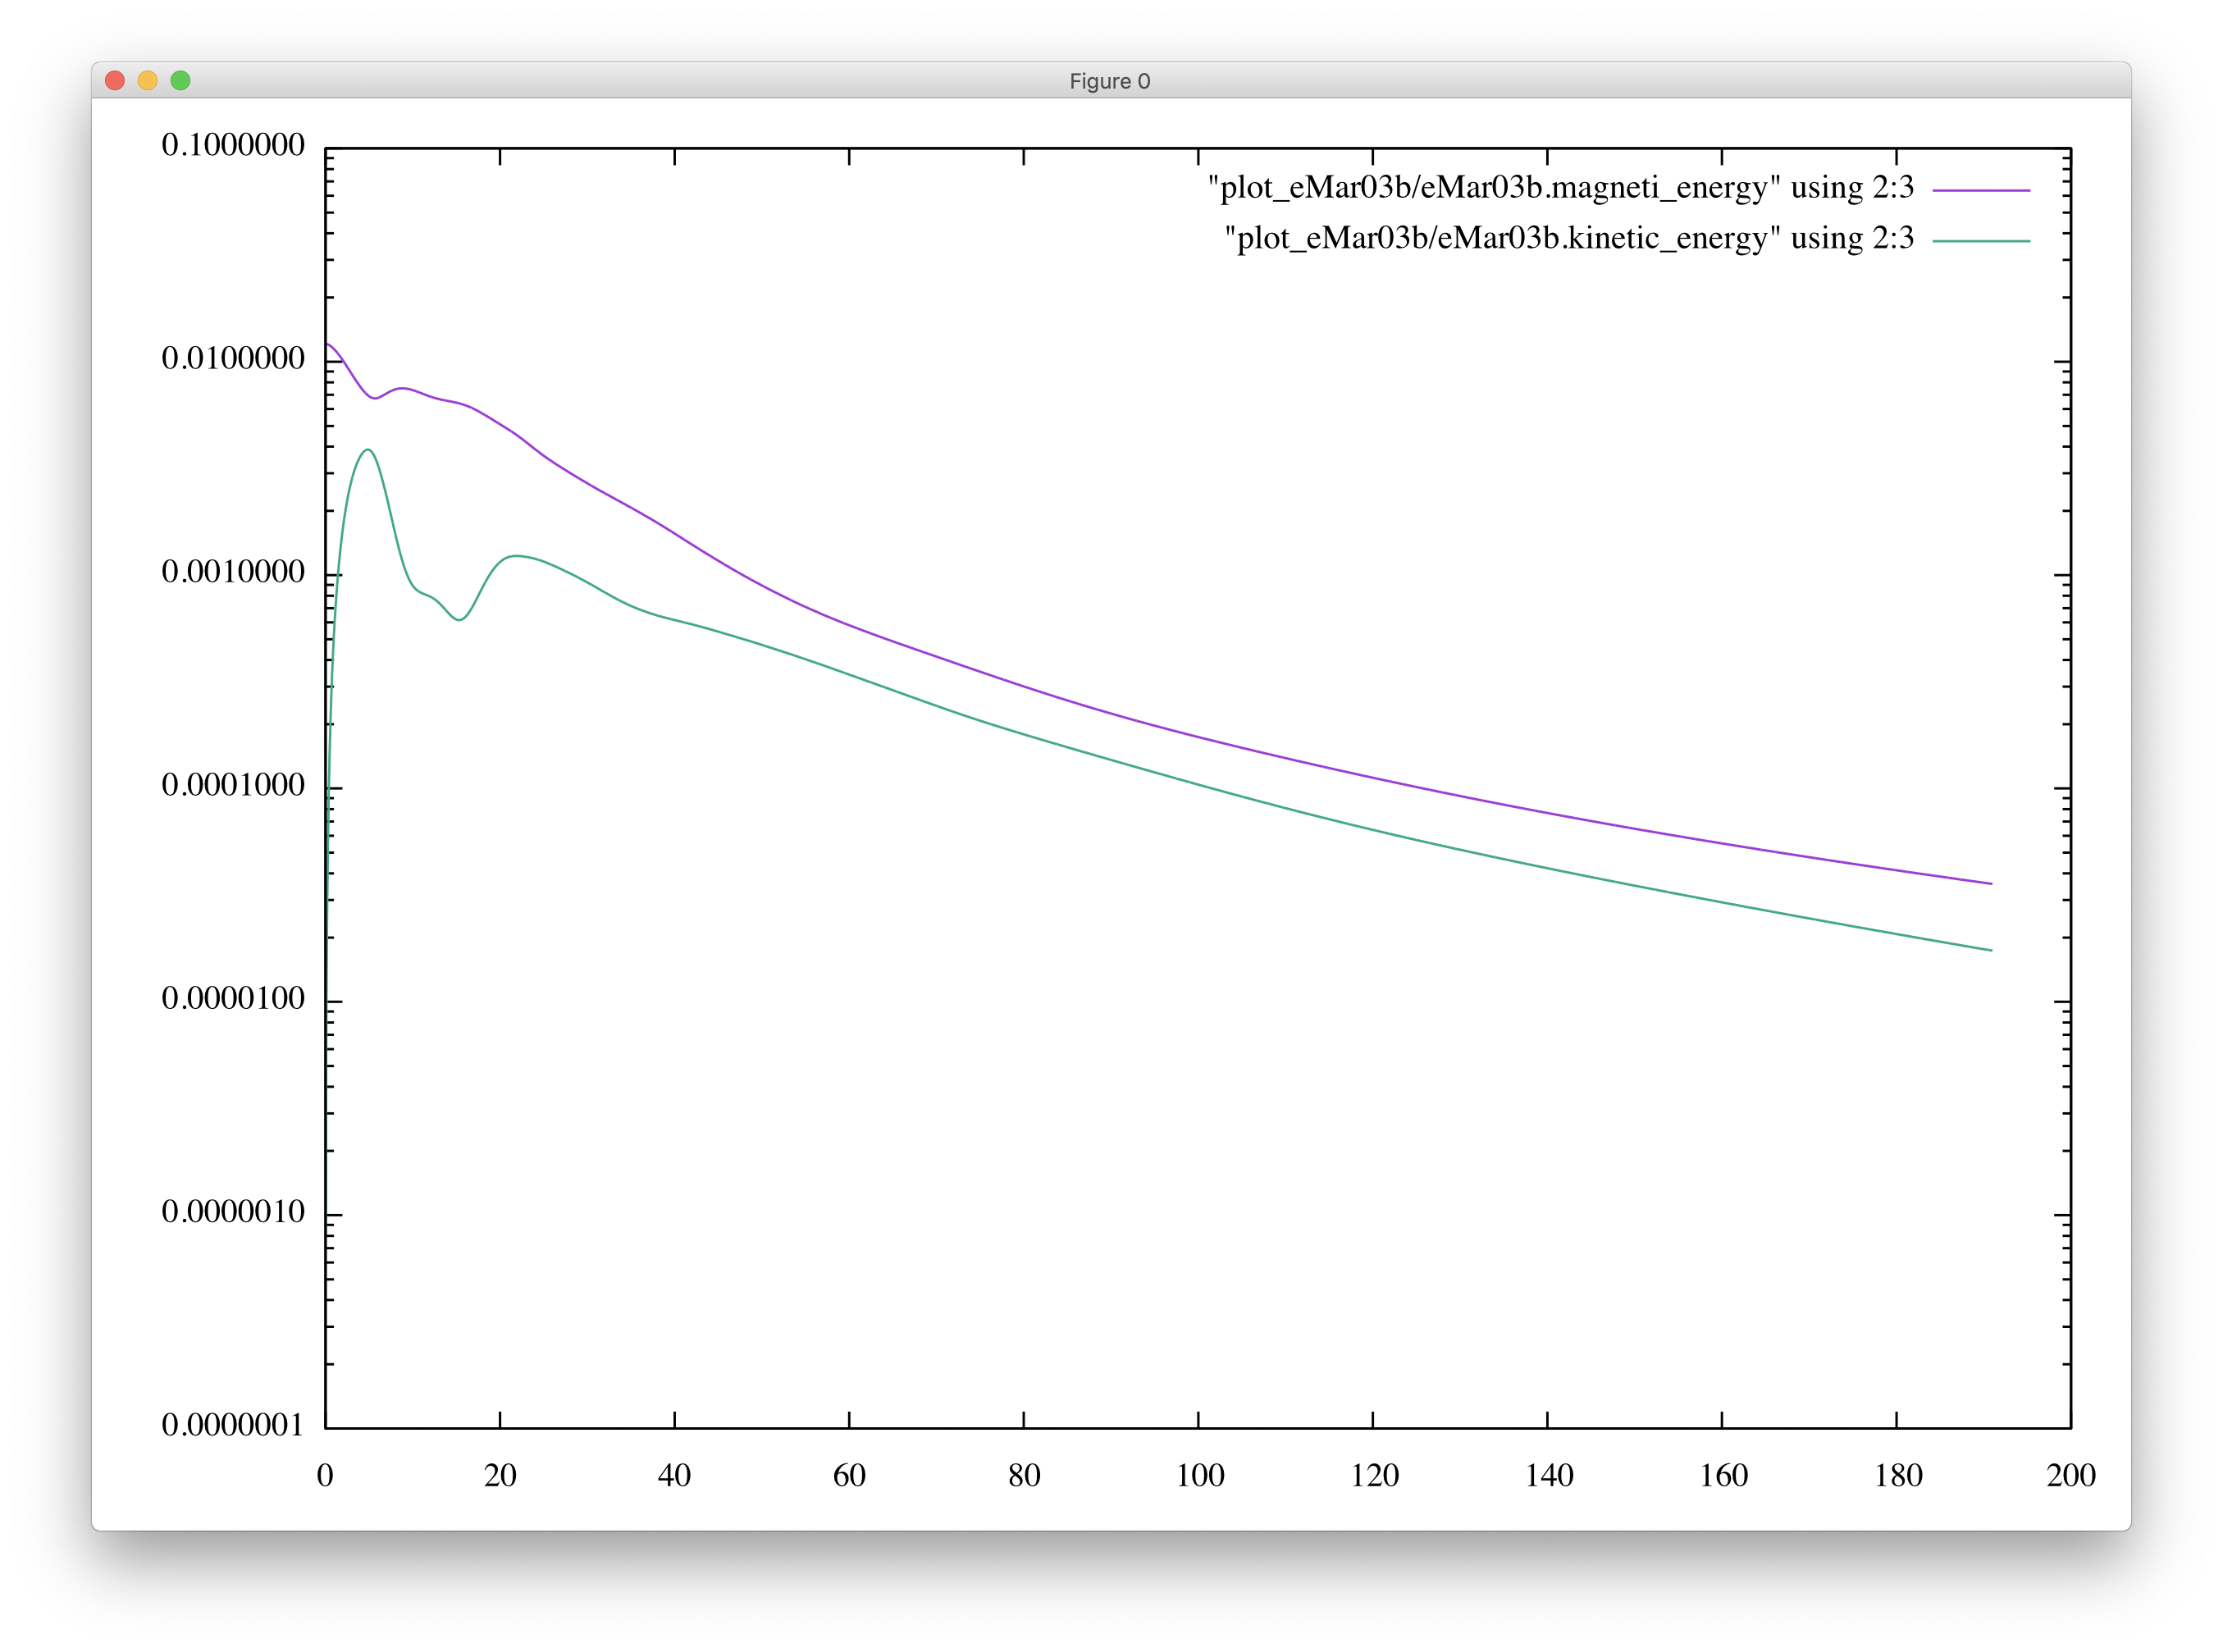 Figure 0
0.1000000
"plot_eMar03b/eMar03b.magneti_energy" using 2:3
"plot_eMar03b/eMar03b.kinetic_energy" using 2:3
0.0100000
0.0010000
0.0001000
0.0000100
0.0000010
0.0000001
0 20 40 60 80 100 120 140 160 180 200